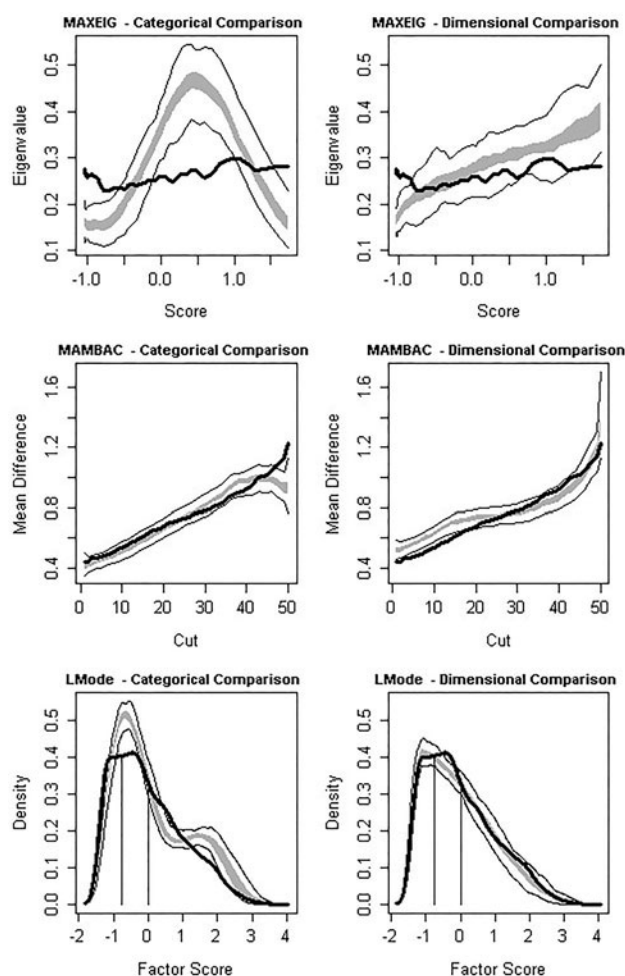 MAXEIG - Categorical Comparison
Eigenvalue
0.5
0.4
0.3
0.2
0.1
-1.0 0.0 1.0
Score
MAXEIG - Dimensional Comparison
Eigenvalue
0.5
0.4
0.3
0.2
0.1
-1.0 0.0 1.0
Score
MAMBAC - Categorical Comparison
Mean Difference
1.6
1.2
0.8
0.4
0 10 20 30 40 50
Cut
MAMBAC - Dimensional Comparison
Mean Difference
1.6
1.2
0.8
0.4
0 10 20 30 40 50
Cut
LMode - Categorical Comparison
Density
0.5
0.4
0.3
0.2
0.1
0.0
-2 -1 0 1 2 3 4
Factor Score
LMode - Dimensional Comparison
Density
0.5
0.4
0.3
0.2
0.1
0.0
-2 -1 0 1 2 3 4
Factor Score